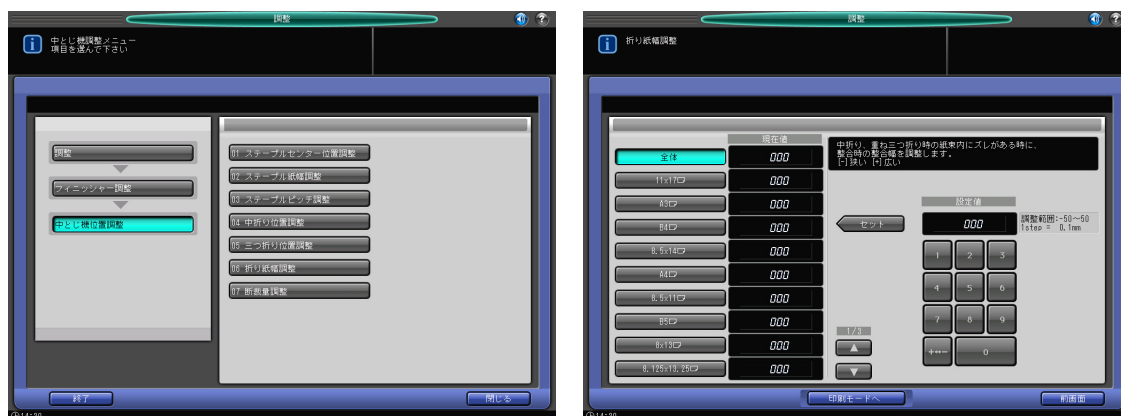 調整
中とじ機調整メニュー
項目を選んで下さい
調整
フィニッシャー調整
中とじ機位置調整
01 ステープルセンター位置調整
02 ステープル紙幅調整
03 ステープルピッチ調整
04 中折り位置調整
05 三つ折り位置調整
06 折り紙幅調整
07 断裁量調整
終了
閉じる
14:30
調整
折り紙幅調整
現在値
全体 000
11x17 000
A3 000
B4 000
8.5x14 000
A4 000
8.5x11 000
B5 000
8x13 000
8.125x13.25 000
中折り、重ね三つ折り時の紙束内にズレがある時に、
整合時の整合幅を調整します。
[-]狭い [+]広い
設定値
セット
000
調整範囲:-50~50
1step = 0.1mm
1 2 3
4 5 6
7 8 9
+↔- 0
1/3
印刷モードへ
前画面
14:30